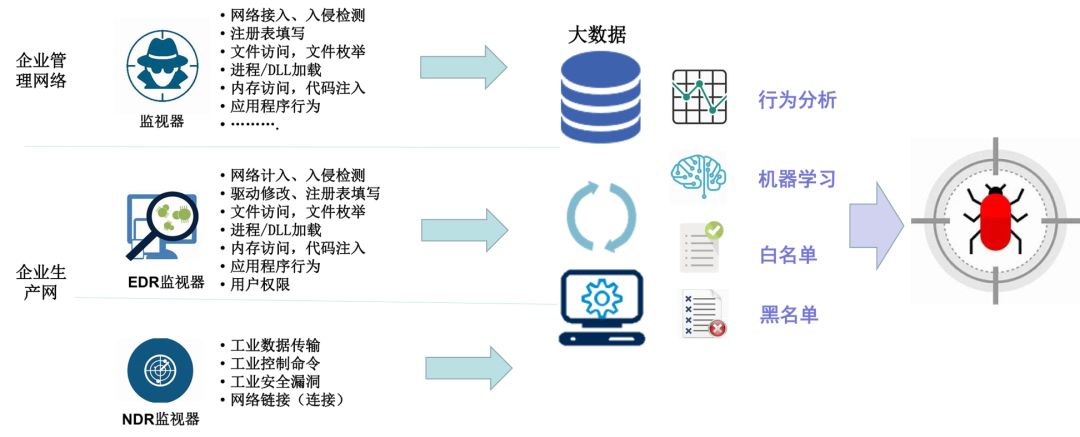 企业管
理网络
监视器
• 网络接入、入侵检测
• 注册表填写
• 文件访问，文件枚举
• 进程/DLL加载
• 内存访问，代码注入
• 应用程序行为
• ……….
企业生
产网
EDR监视器
• 网络计入、入侵检测
• 驱动修改、注册表填写
• 文件访问，文件枚举
• 进程/DLL加载
• 内存访问，代码注入
• 应用程序行为
• 用户权限
NDR监视器
• 工业数据传输
• 工业控制命令
• 工业安全漏洞
• 网络链接（连接）
大数据
行为分析
机器学习
白名单
黑名单